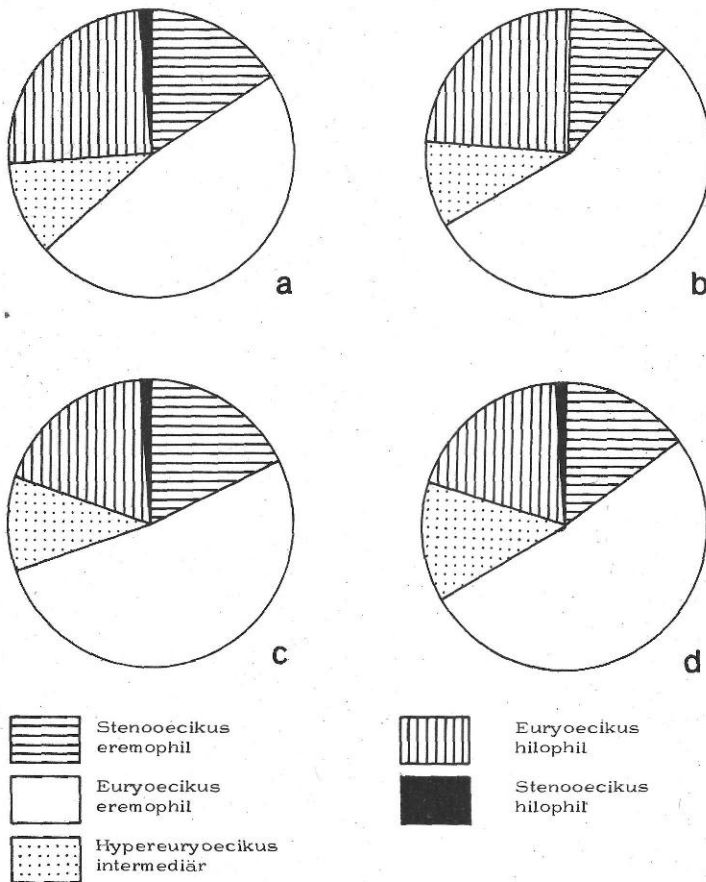 a
b
c
d
Stenooecikus
eremophil
Euryoecikus
eremophil
Hypereuryoecikus
intermediär
Euryoecikus
hilophil
Stenooecikus
hilophil